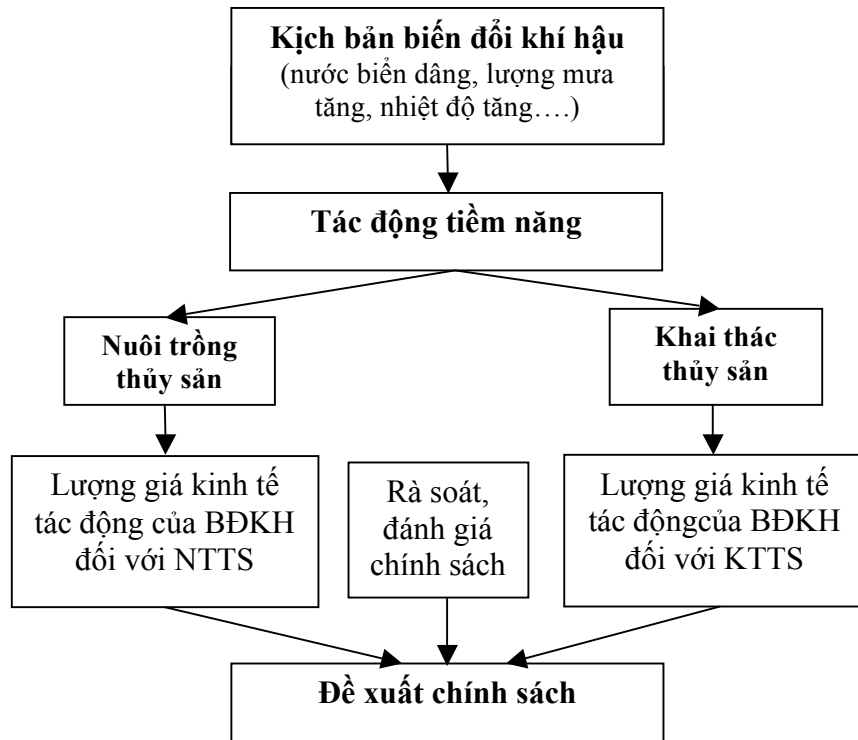 Kịch bản biến đổi khí hậu
(nước biển dâng, lượng mưa
tăng, nhiệt độ tăng….)
Tác động tiềm năng
Nuôi trồng
thủy sản
Khai thác
thủy sản
Lượng giá kinh tế
tác động của BĐKH
đối với NTTS
Rà soát,
đánh giá
chính sách
Lượng giá kinh tế
tác độngcủa BĐKH
đối với KTTS
Đề xuất chính sách